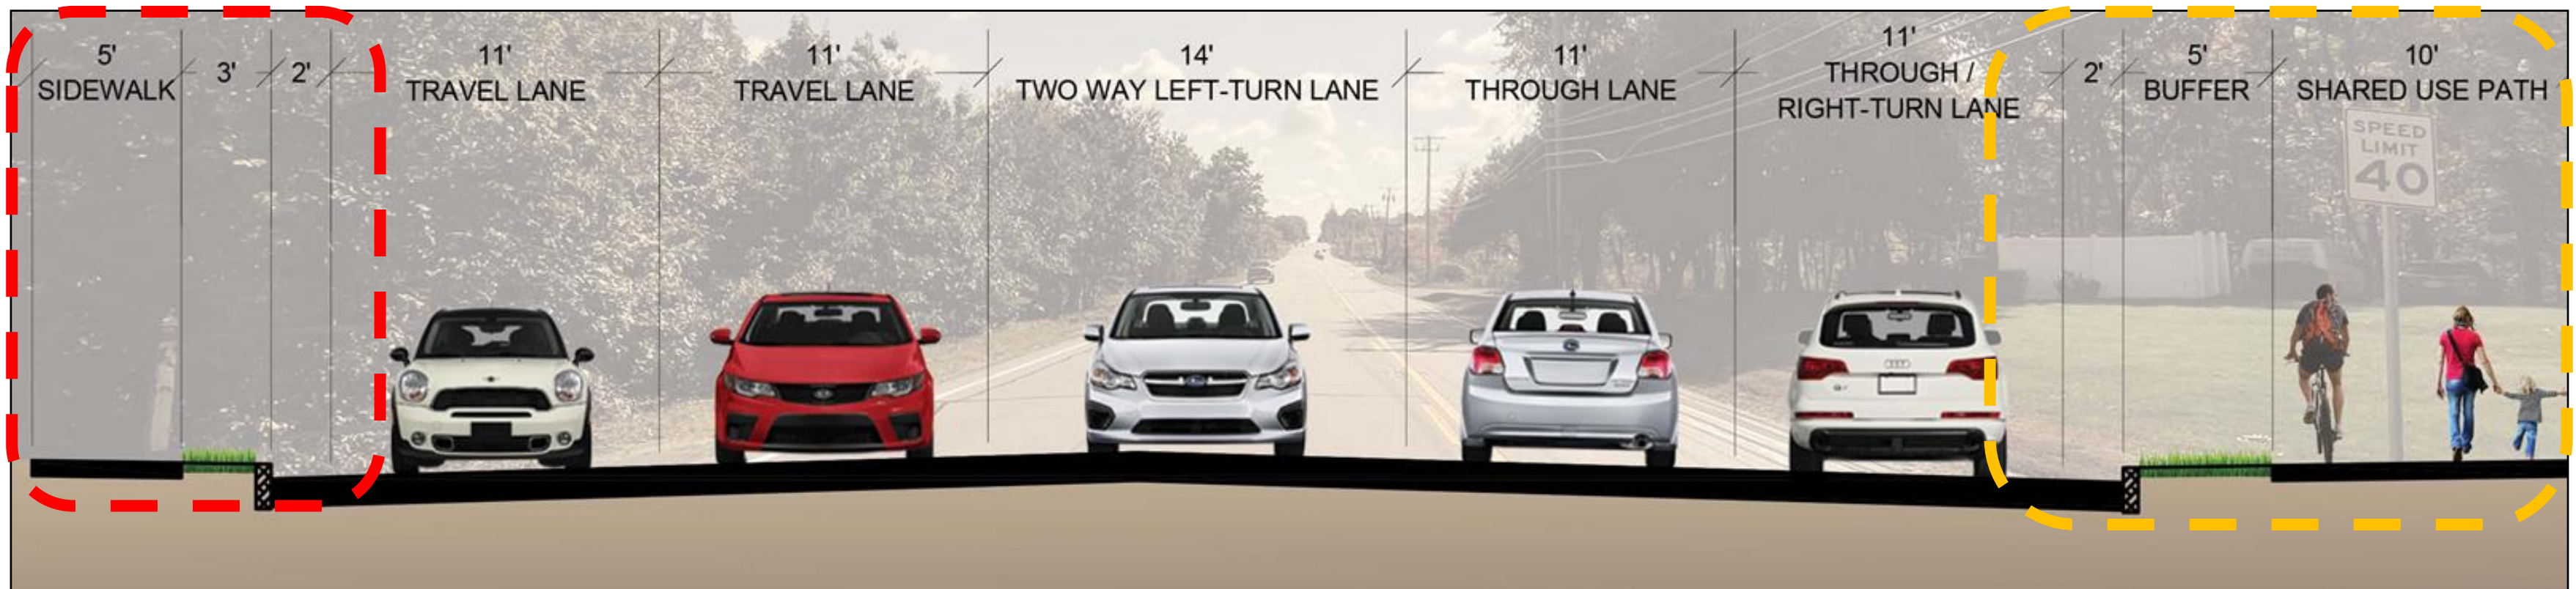 5'
SIDEWALK
3'
2'
11'
TRAVEL LANE
11'
TRAVEL LANE
14'
TWO WAY LEFT-TURN LANE
11'
THROUGH LANE
11'
THROUGH /
RIGHT-TURN LANE
2'
5'
BUFFER
10'
SHARED USE PATH
SPEED
LIMIT
40